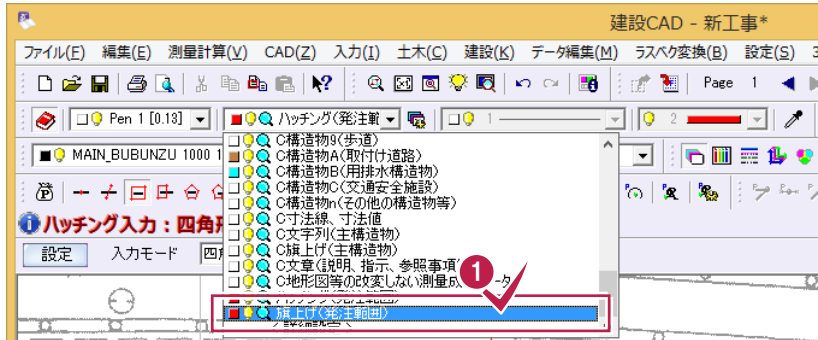 建設CAD - 新工事*
ファイル(F) 編集(E) 測量計算(V) CAD(Z) 入力(I) 土木(C) 建設(K) データ編集(M) ラスベク変換(B) 設定(S) 3
Page 1
Pen 1 [0.13] ハッチング(発注範 1 2
C構造物9(歩道)
MAIN_BUBUNZU 1000 1
C構造物A(取付け道路)
C構造物B(用排水構造物)
C構造物C(交通安全施設)
C構造物n(その他の構造物等)
C寸法線、寸法値
ハッチング入力:四角形
C文字列(主構造物)
C旗上げ(主構造物)
設定 入力モード 四角
C文章(説明、指示、参照事項
C地形図等の改変しない測量成
データ
1
旗上げ(発注範囲)